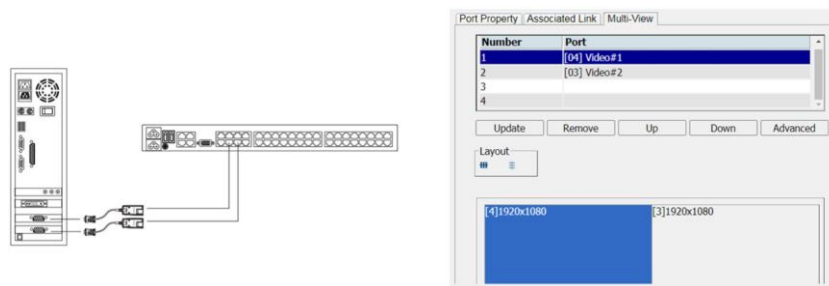 Port Property Associated Link Multi-View
Number Port
1 [04] Video#1
2 [03] Video#2
3
4
Update Remove Up Down Advanced
Layout
[4]1920x1080 [3]1920x1080